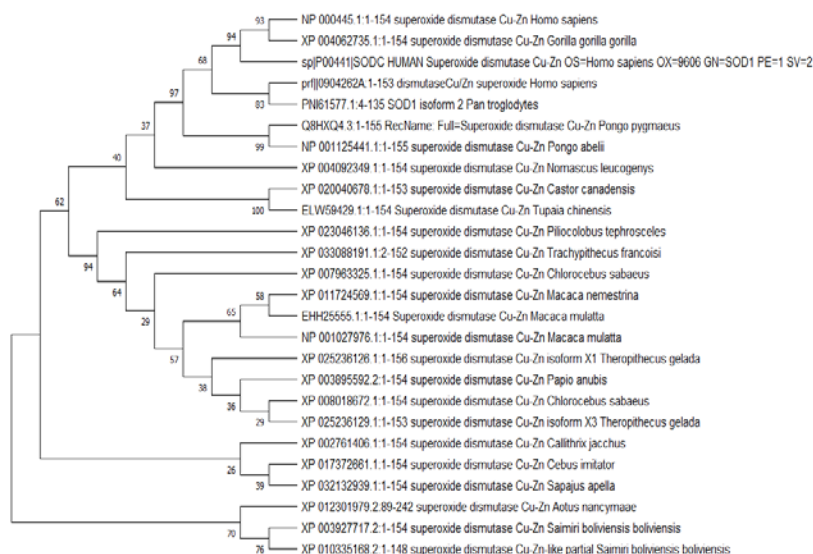 93
NP 000445.1:1-154 superoxide dismutase Cu-Zn Homo sapiens
94
XP 004062735.1:1-154 superoxide dismutase Cu-Zn Gorilla gorilla gorilla
68
sp|P00441|SODC HUMAN Superoxide dismutase Cu-Zn OS=Homo sapiens OX=9606 GN=SOD1 PE=1 SV=2
97
prf||0904262A:1-153 dismutaseCu/Zn superoxide Homo sapiens
83
PNI61577.1:4-135 SOD1 isoform 2 Pan troglodytes
37
Q8HXQ4.3:1-155 RecName: Full=Superoxide dismutase Cu-Zn Pongo pygmaeus
99
NP 001125441.1:1-155 superoxide dismutase Cu-Zn Pongo abelii
40
XP 004092349.1:1-154 superoxide dismutase Cu-Zn Nomascus leucogenys
62
XP 020040678.1:1-153 superoxide dismutase Cu-Zn Castor canadensis
100
ELW59429.1:1-154 Superoxide dismutase Cu-Zn Tupaia chinensis
XP 023046136.1:1-154 superoxide dismutase Cu-Zn Piliocolobus tephrosceles
94
XP 033088191.1:2-152 superoxide dismutase Cu-Zn Trachypithecus francoisi
64
XP 007963325.1:1-154 superoxide dismutase Cu-Zn Chlorocebus sabaeus
58
XP 011724569.1:1-154 superoxide dismutase Cu-Zn Macaca nemestrina
29
65
EHH25555.1:1-154 Superoxide dismutase Cu-Zn Macaca mulatta
NP 001027976.1:1-154 superoxide dismutase Cu-Zn Macaca mulatta
57
XP 025236126.1:1-156 superoxide dismutase Cu-Zn isoform X1 Theropithecus gelada
38
XP 003895592.2:1-154 superoxide dismutase Cu-Zn Papio anubis
36
XP 008018672.1:1-154 superoxide dismutase Cu-Zn Chlorocebus sabaeus
29
XP 025236129.1:1-153 superoxide dismutase Cu-Zn isoform X3 Theropithecus gelada
XP 002761406.1:1-154 superoxide dismutase Cu-Zn Callithrix jacchus
26
XP 017372661.1:1-154 superoxide dismutase Cu-Zn Cebus imitator
39
XP 032132939.1:1-154 superoxide dismutase Cu-Zn Sapajus apella
XP 012301979.2:89-242 superoxide dismutase Cu-Zn Aotus nancymaae
70
XP 003927717.2:1-154 superoxide dismutase Cu-Zn Saimiri boliviensis boliviensis
76
XP 010335168.2:1-148 superoxide dismutase Cu-Zn-like partial Saimiri boliviensis boliviensis